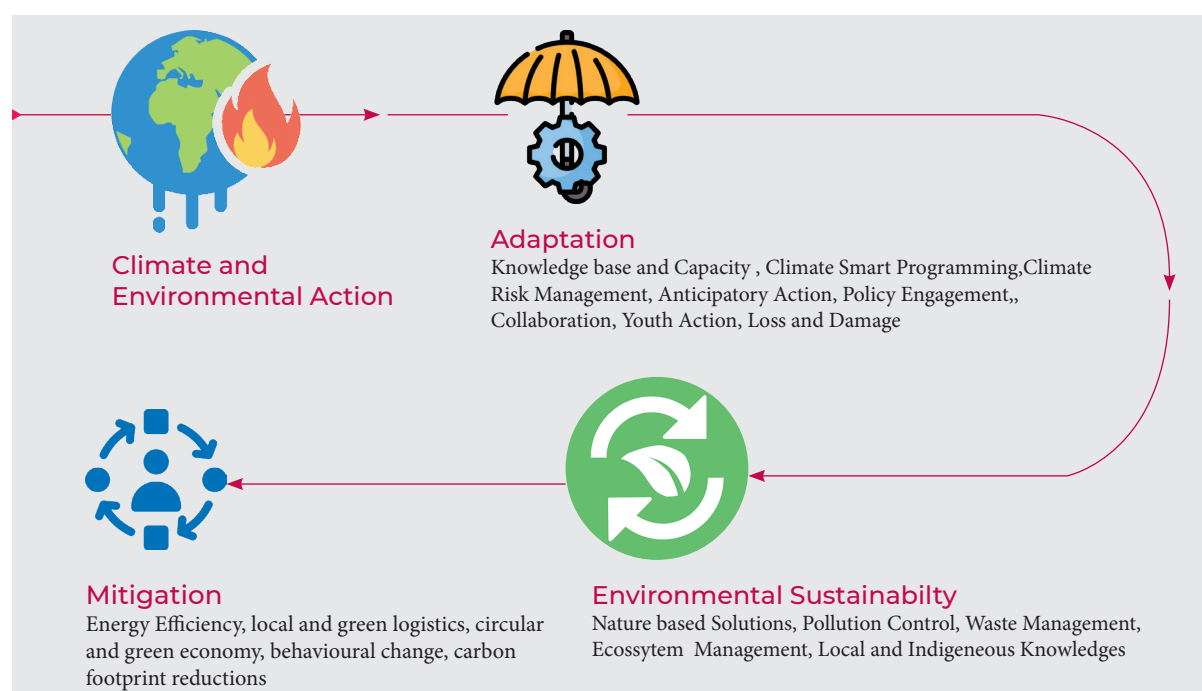 Climate and
Environmental Action
Adaptation
Knowledge base and Capacity , Climate Smart Programming,Climate
Risk Management, Anticipatory Action, Policy Engagement,,
Collaboration, Youth Action, Loss and Damage
Environmental Sustainabilty
Nature based Solutions, Pollution Control, Waste Management,
Ecossytem  Management, Local and Indigeneous Knowledges
Mitigation
Energy Efficiency, local and green logistics, circular
and green economy, behavioural change, carbon
footprint reductions